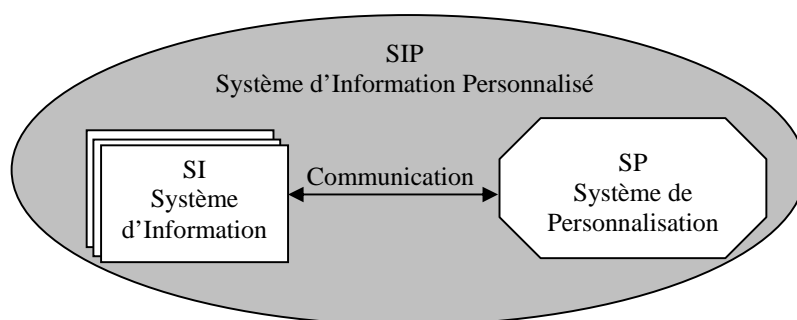 SIP
Système d’Information Personnalisé
SI
Système
d’Information
Communication
SP
Système de
Personnalisation